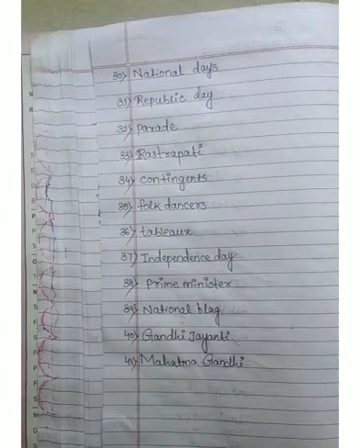 30) National days
31) Republic day
32) Parade
33) Rastrapati
34) contingents
35) folk dancers
36) tableaux
37) Independence day
38) Prime minister
39) National blag
40) Gandhi Jayanti
41) Mahatma Gandhi